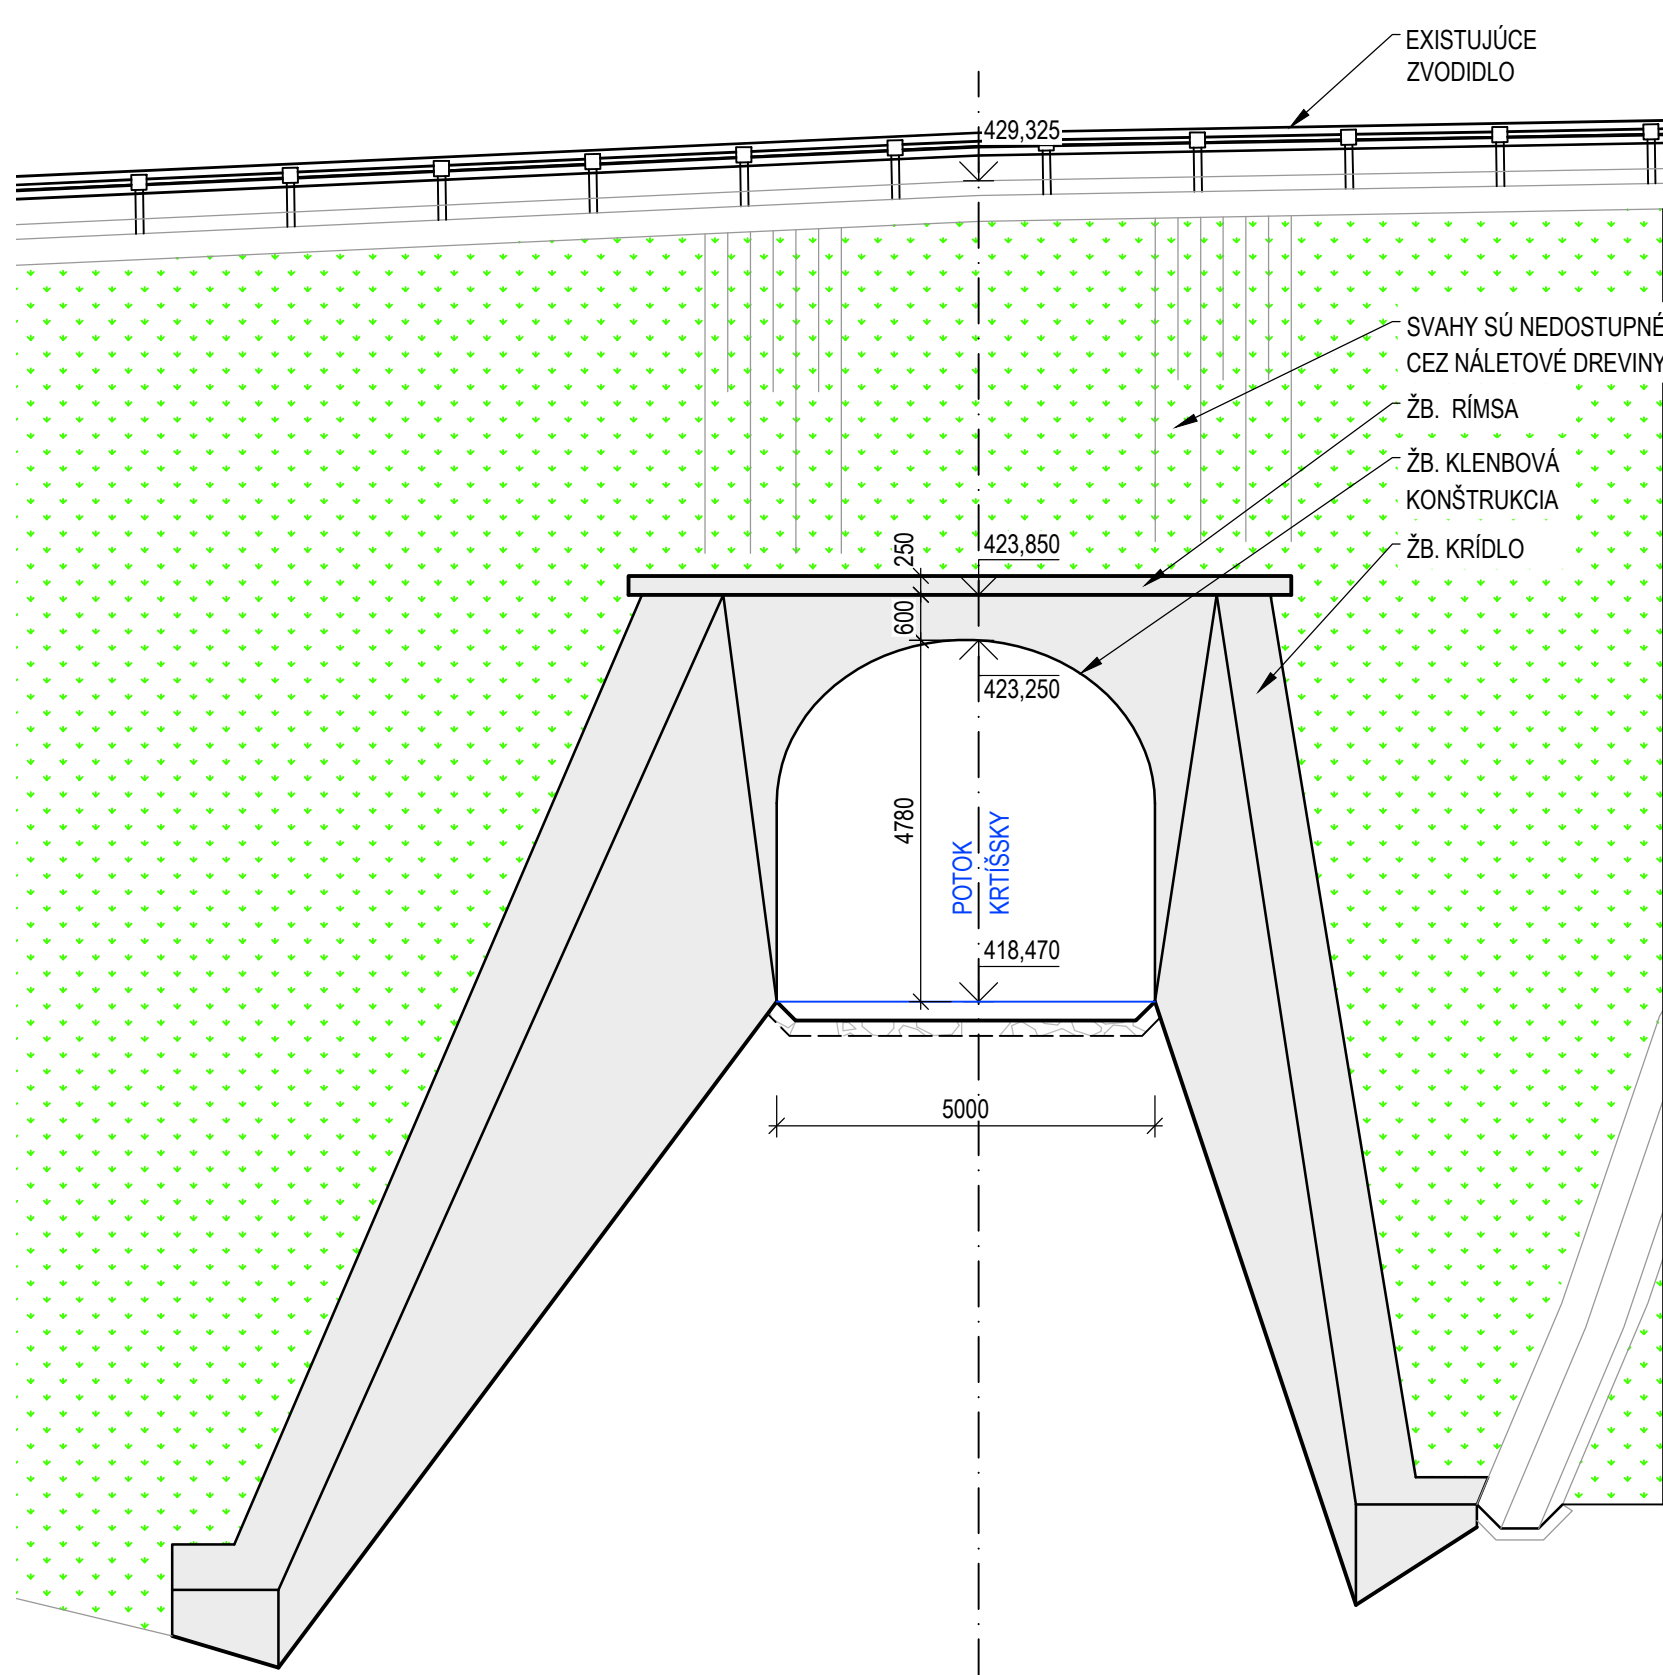 EXISTUJÚCE
ZVODIDLO
429,325
SVAHY SÚ NEDOSTUPNÉ
CEZ NÁLETOVÉ DREVINY
ŽB. RÍMSA
ŽB. KLENBOVÁ
KONŠTRUKCIA
ŽB. KRÍDLO
250
423,850
600
423,250
4780
POTOK
KRTÍŠSKY
418,470
5000